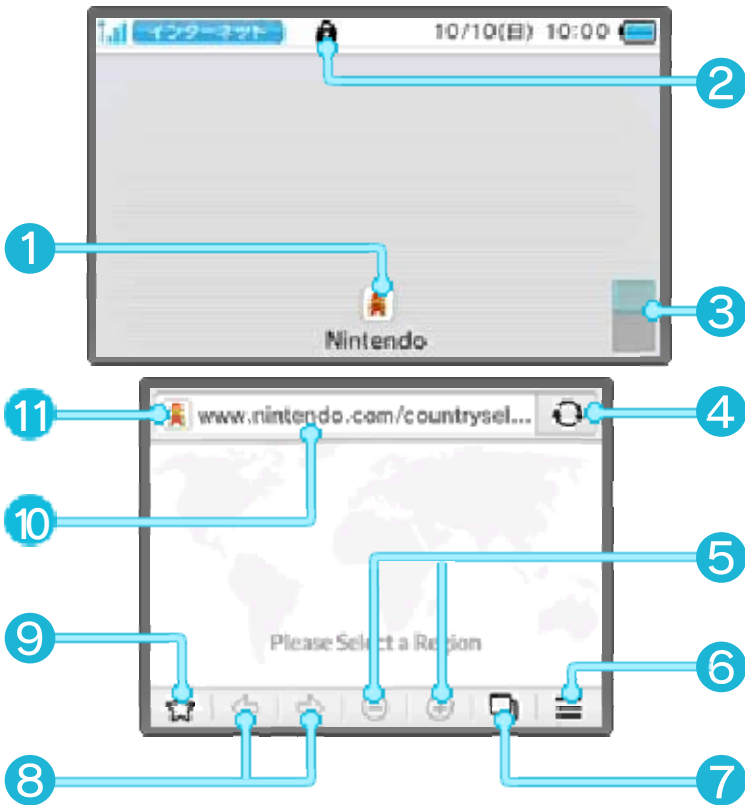 インターネット 10/10(日) 10:00
2
1
3
Nintendo
11
www.nintendo.com/countrysel...
4
10
5
9
Please Select a Region
6
8
7